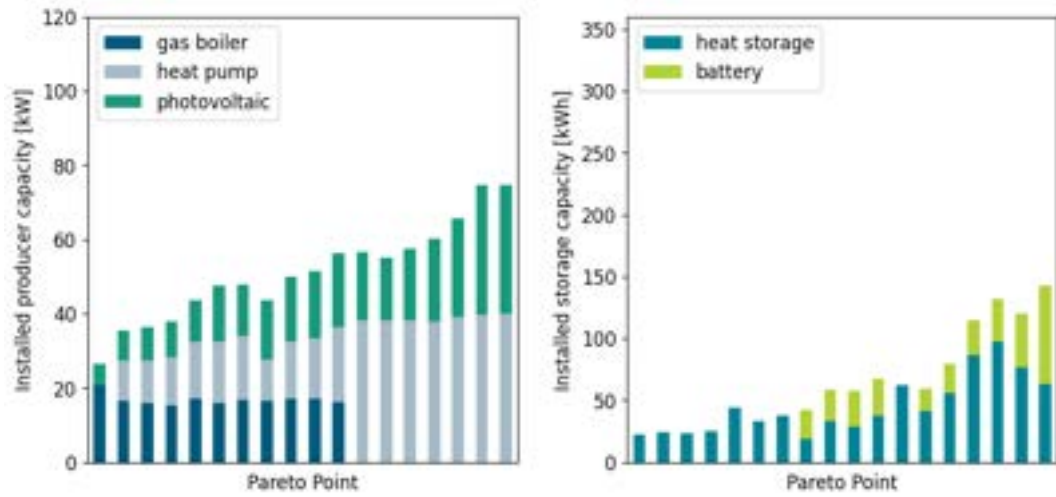 Installed producer capacity [kW]
120
100
80
60
40
20
0
gas boiler
heat pump
photovoltaic
Pareto Point
Installed storage capacity [kWh]
350
300
250
200
150
100
50
0
heat storage
battery
Pareto Point